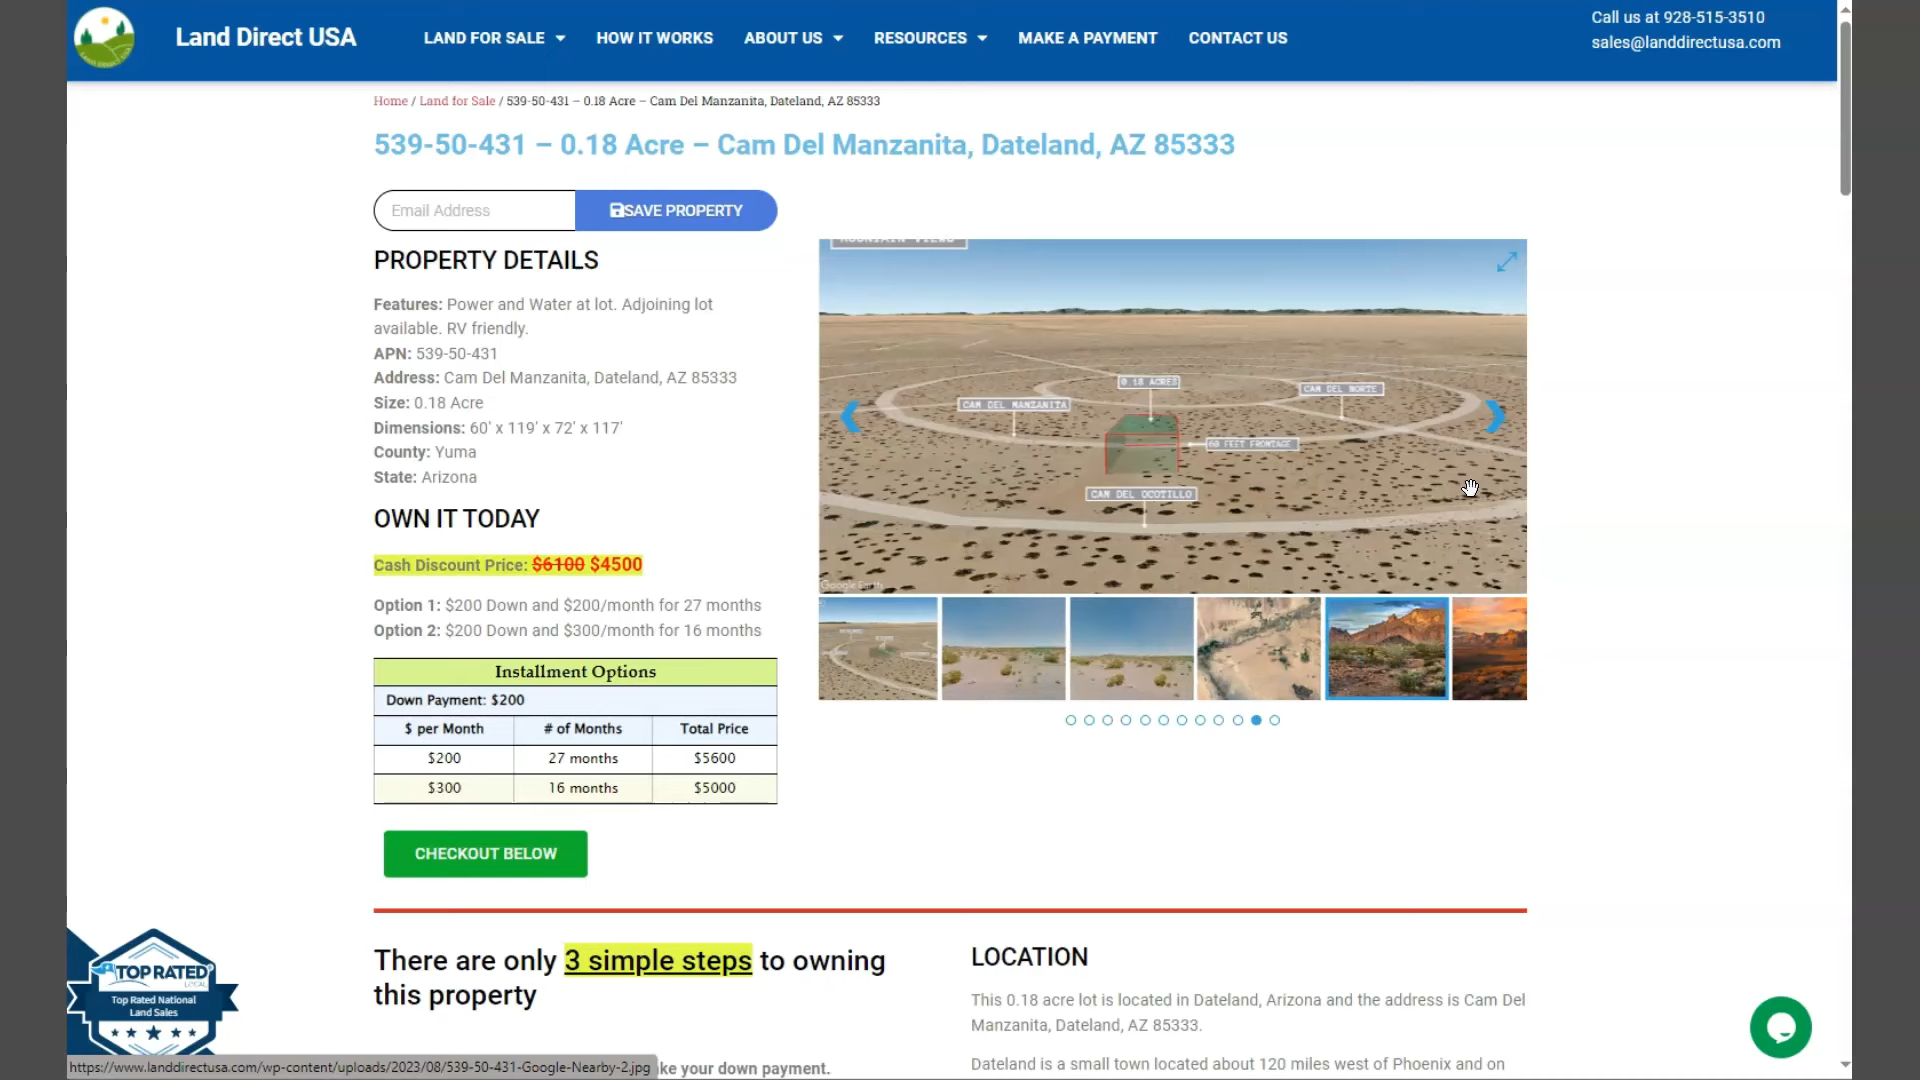 Land Direct USA
LAND FOR SALE
HOW IT WORKS
ABOUT US
RESOURCES
MAKE A PAYMENT
CONTACT US
Call us at 928-515-3510
sales@landdirectusa.com
Home / Land for Sale / 539-50-431 – 0.18 Acre – Cam Del Manzanita, Dateland, AZ 85333
539-50-431 – 0.18 Acre – Cam Del Manzanita, Dateland, AZ 85333
Email Address
SAVE PROPERTY
PROPERTY DETAILS
Features: Power and Water at lot. Adjoining lot
available. RV friendly.
APN: 539-50-431
Address: Cam Del Manzanita, Dateland, AZ 85333
Size: 0.18 Acre
Dimensions: 60' x 119' x 72' x 117'
County: Yuma
State: Arizona
OWN IT TODAY
Cash Discount Price: $6100 $4500
Option 1: $200 Down and $200/month for 27 months
Option 2: $200 Down and $300/month for 16 months
Installment Options
Down Payment: $200
$ per Month # of Months Total Price
$200 27 months $5600
$300 16 months $5000
CHECKOUT BELOW
MOUNTAIN VIEWS
0.18 ACRES
CAM DEL NORTE
CAM DEL MANZANITA
60 FEET FRONTAGE
CAM DEL OCOTILLO
Google Earth
There are only 3 simple steps to owning
this property
ke your down payment.
LOCATION
This 0.18 acre lot is located in Dateland, Arizona and the address is Cam Del
Manzanita, Dateland, AZ 85333.
Dateland is a small town located about 120 miles west of Phoenix and on
TOP RATED
LOCAL
Top Rated National
Land Sales
https://www.landdirectusa.com/wp-content/uploads/2023/08/539-50-431-Google-Nearby-2.jpg